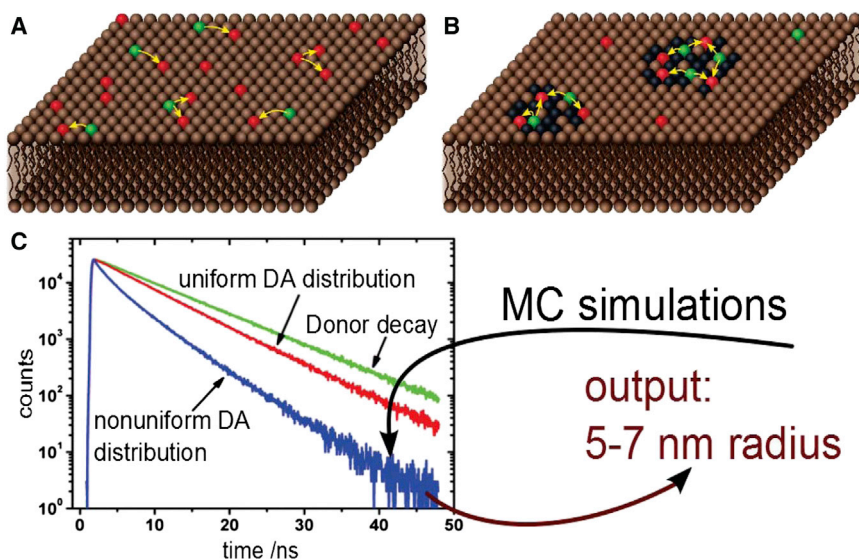 A
B
C
10⁴
10³
10²
10¹
10⁰
counts
uniform DA distribution
Donor decay
nonuniform DA
distribution
0
10
20
30
40
50
time /ns
MC simulations
output:
5-7 nm radius